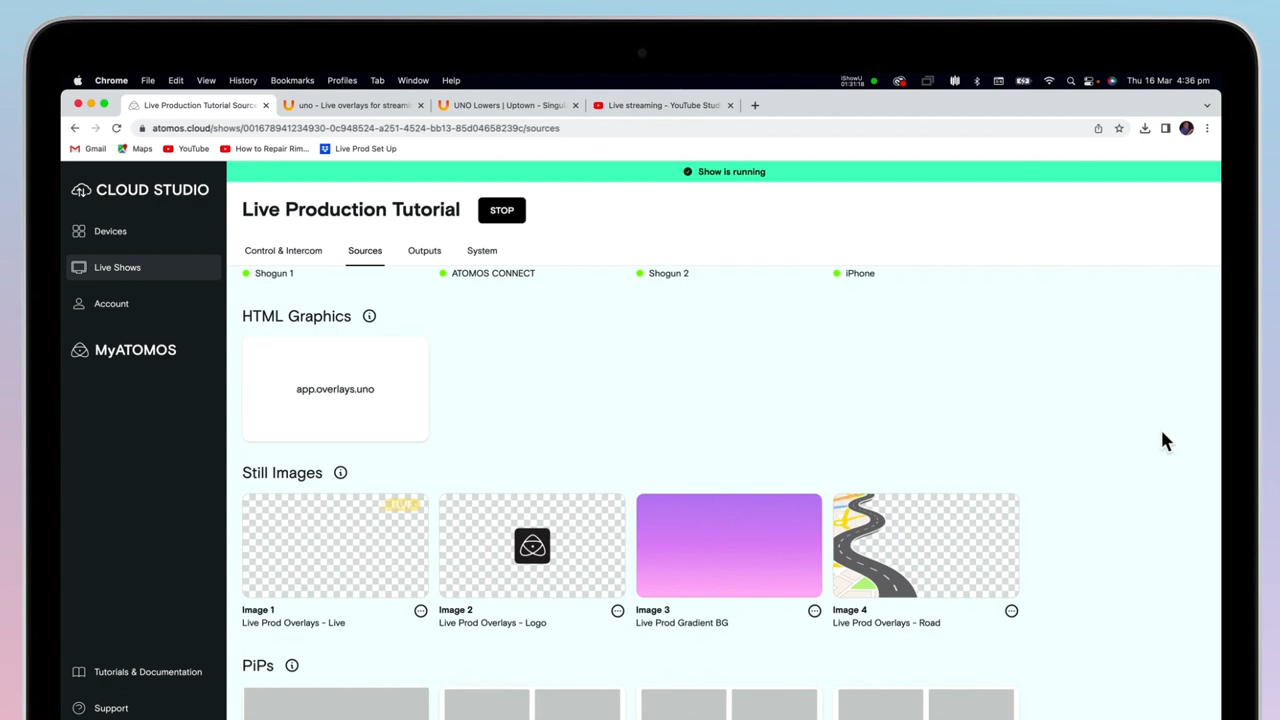 Chrome File Edit View History Bookmarks Profiles Tab Window Help
iShowU
01:31:18
Thu 16 Mar 4:36 pm
Live Production Tutorial Source
uno - Live overlays for streami
UNO Lowers | Uptown - Singul
Live streaming - YouTube Stud
atomos.cloud/shows/001678941234930-0c948524-a251-4524-bb13-85d04658239c/sources
Gmail Maps YouTube How to Repair Rim... Live Prod Set Up
CLOUD STUDIO
Devices
Live Shows
Account
MyATOMOS
Tutorials & Documentation
Support
Show is running
Live Production Tutorial STOP
Control & Intercom Sources Outputs System
Shogun 1 ATOMOS CONNECT Shogun 2 iPhone
HTML Graphics
app.overlays.uno
Still Images
LIVE
Image 1
Live Prod Overlays - Live
Image 2
Live Prod Overlays - Logo
Image 3
Live Prod Gradient BG
Image 4
Live Prod Overlays - Road
PiPs